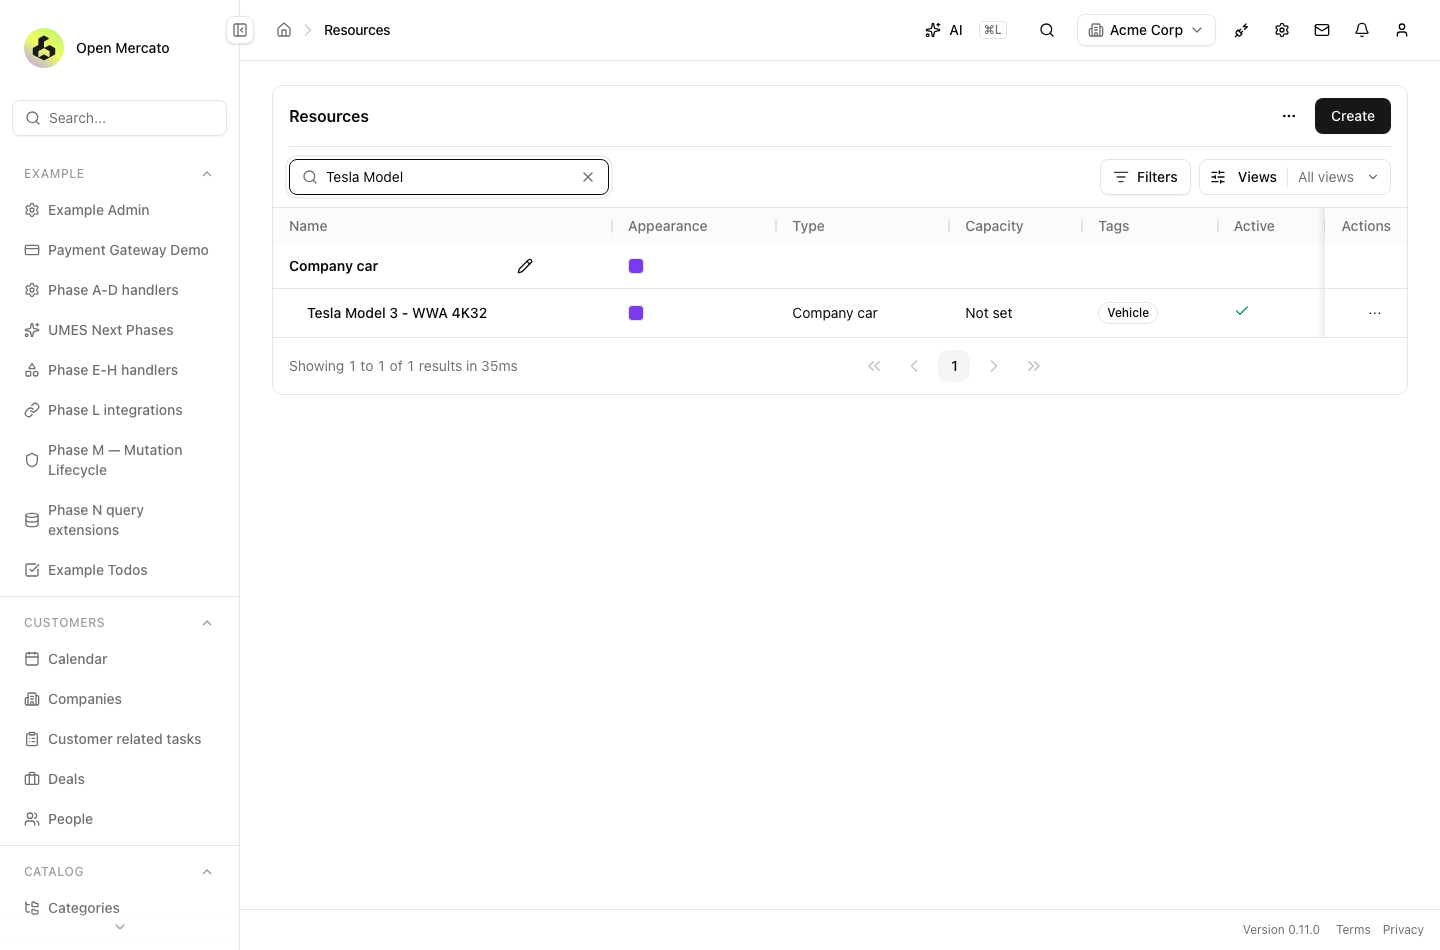 Open Mercato
Resources
AI
⌘L
Acme Corp
Search...
EXAMPLE
Example Admin
Payment Gateway Demo
Phase A-D handlers
UMES Next Phases
Phase E-H handlers
Phase L integrations
Phase M — Mutation
Lifecycle
Phase N query
extensions
Example Todos
CUSTOMERS
Calendar
Companies
Customer related tasks
Deals
People
CATALOG
Categories
Resources
Create
Tesla Model
Filters
Views
All views
Name
Appearance
Type
Capacity
Tags
Active
Actions
Company car
Tesla Model 3 - WWA 4K32
Company car
Not set
Vehicle
Showing 1 to 1 of 1 results in 35ms
1
Version 0.11.0
Terms
Privacy